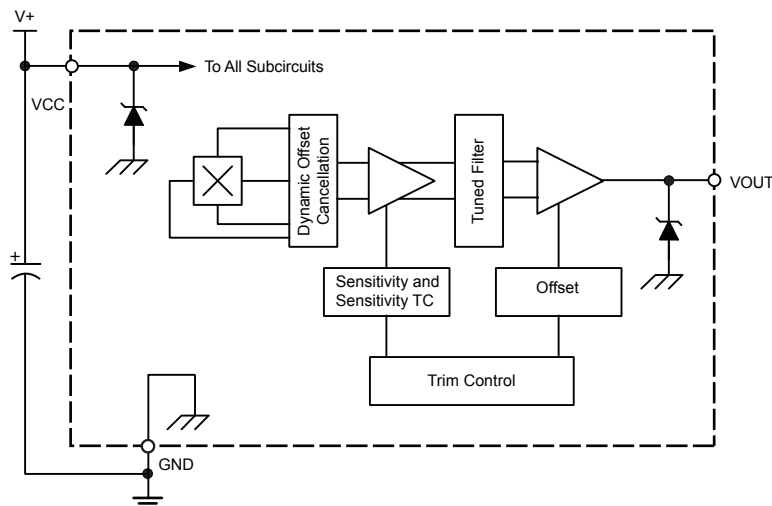 V+
To All Subcircuits
VCC
Dynamic Offset
Cancellation
Tuned Filter
VOUT
+
Sensitivity and
Sensitivity TC
Offset
Trim Control
GND